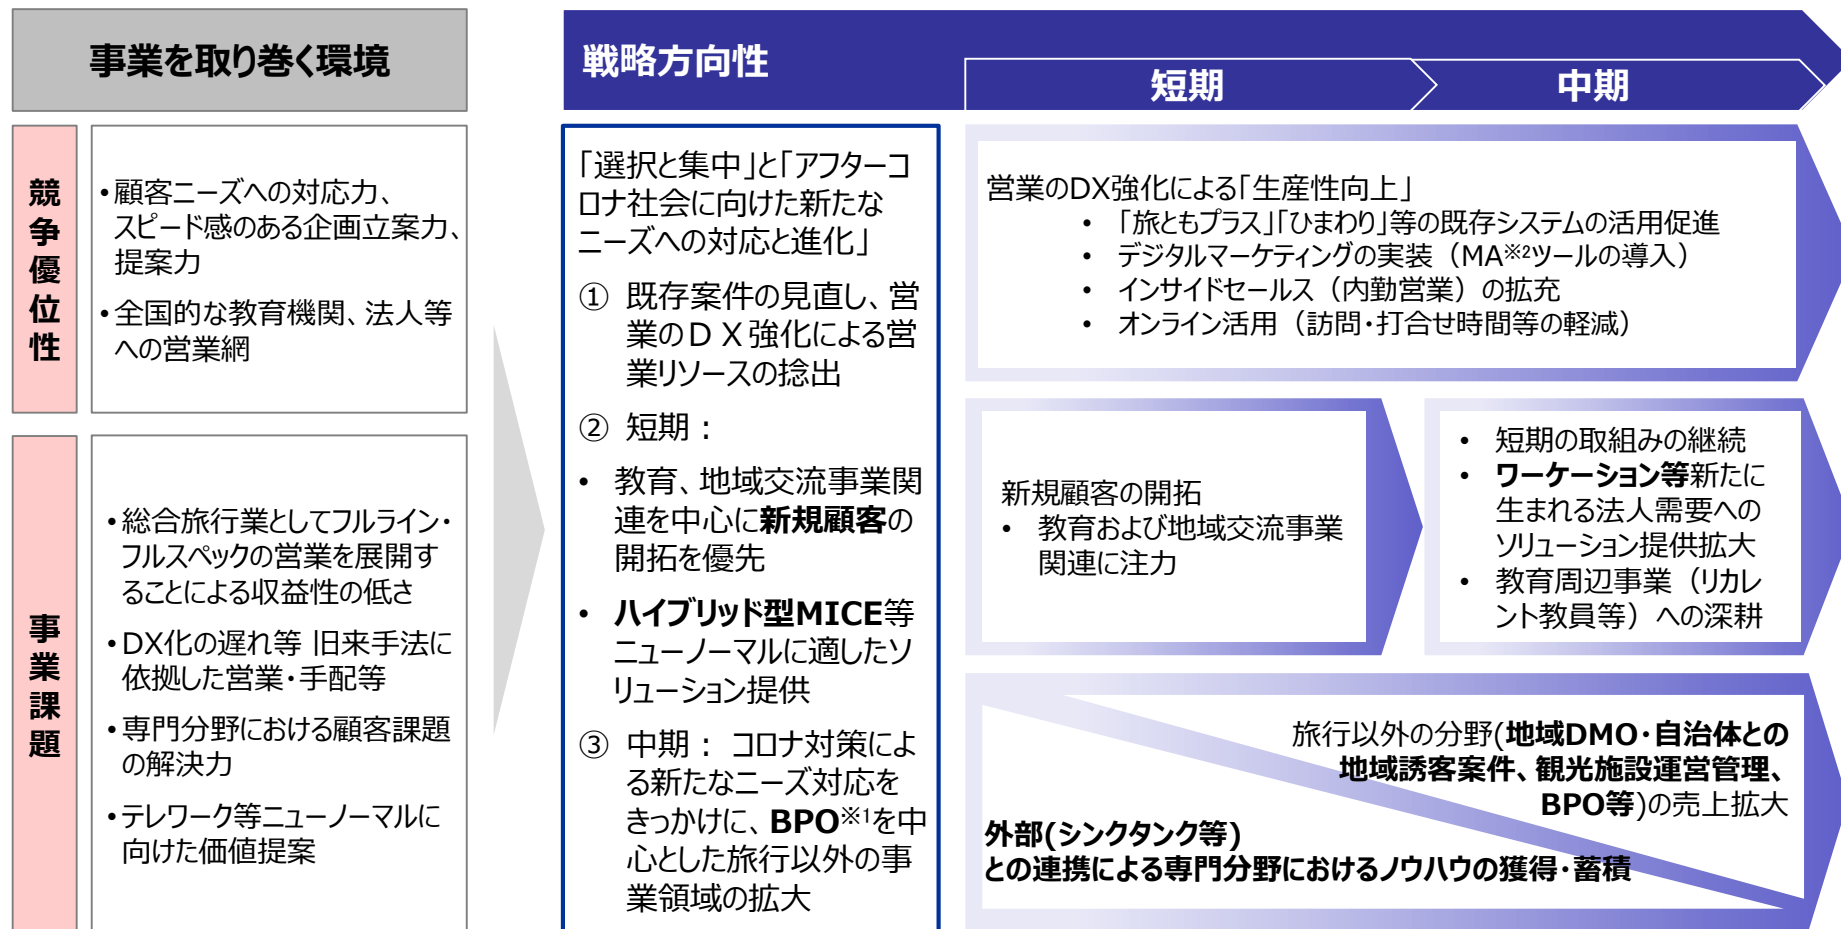 事業を取り巻く環境
競争優位性
•顧客ニーズへの対応力、
スピード感のある企画立案力、
提案力
•全国的な教育機関、法人等
への営業網
事業課題
•総合旅行業としてフルライン・
フルスペックの営業を展開す
ることによる収益性の低さ
•DX化の遅れ等 旧来手法に
依拠した営業・手配等
•専門分野における顧客課題
の解決力
•テレワーク等ニューノーマルに
向けた価値提案
戦略方向性
短期
中期
「選択と集中」と「アフターコ
ロナ社会に向けた新たな
ニーズへの対応と進化」
① 既存案件の見直し、営
業のＤＸ強化による営
業リソースの捻出
② 短期：
• 教育、地域交流事業関
連を中心に新規顧客の
開拓を優先
• ハイブリッド型MICE等
ニューノーマルに適したソ
リューション提供
③ 中期： コロナ対策によ
る新たなニーズ対応を
きっかけに、BPO※1を中
心とした旅行以外の事
業領域の拡大
営業のDX強化による「生産性向上」
• 「旅ともプラス」「ひまわり」等の既存システムの活用促進
• デジタルマーケティングの実装（MA※2ツールの導入）
• インサイドセールス（内勤営業）の拡充
• オンライン活用（訪問・打合せ時間等の軽減）
新規顧客の開拓
• 教育および地域交流事業
関連に注力
• 短期の取組みの継続
• ワーケーション等新たに
生まれる法人需要への
ソリューション提供拡大
• 教育周辺事業（リカレ
ント教員等）への深耕
旅行以外の分野(地域DMO・自治体との
地域誘客案件、観光施設運営管理、
BPO等)の売上拡大
外部(シンクタンク等)
との連携による専門分野におけるノウハウの獲得・蓄積